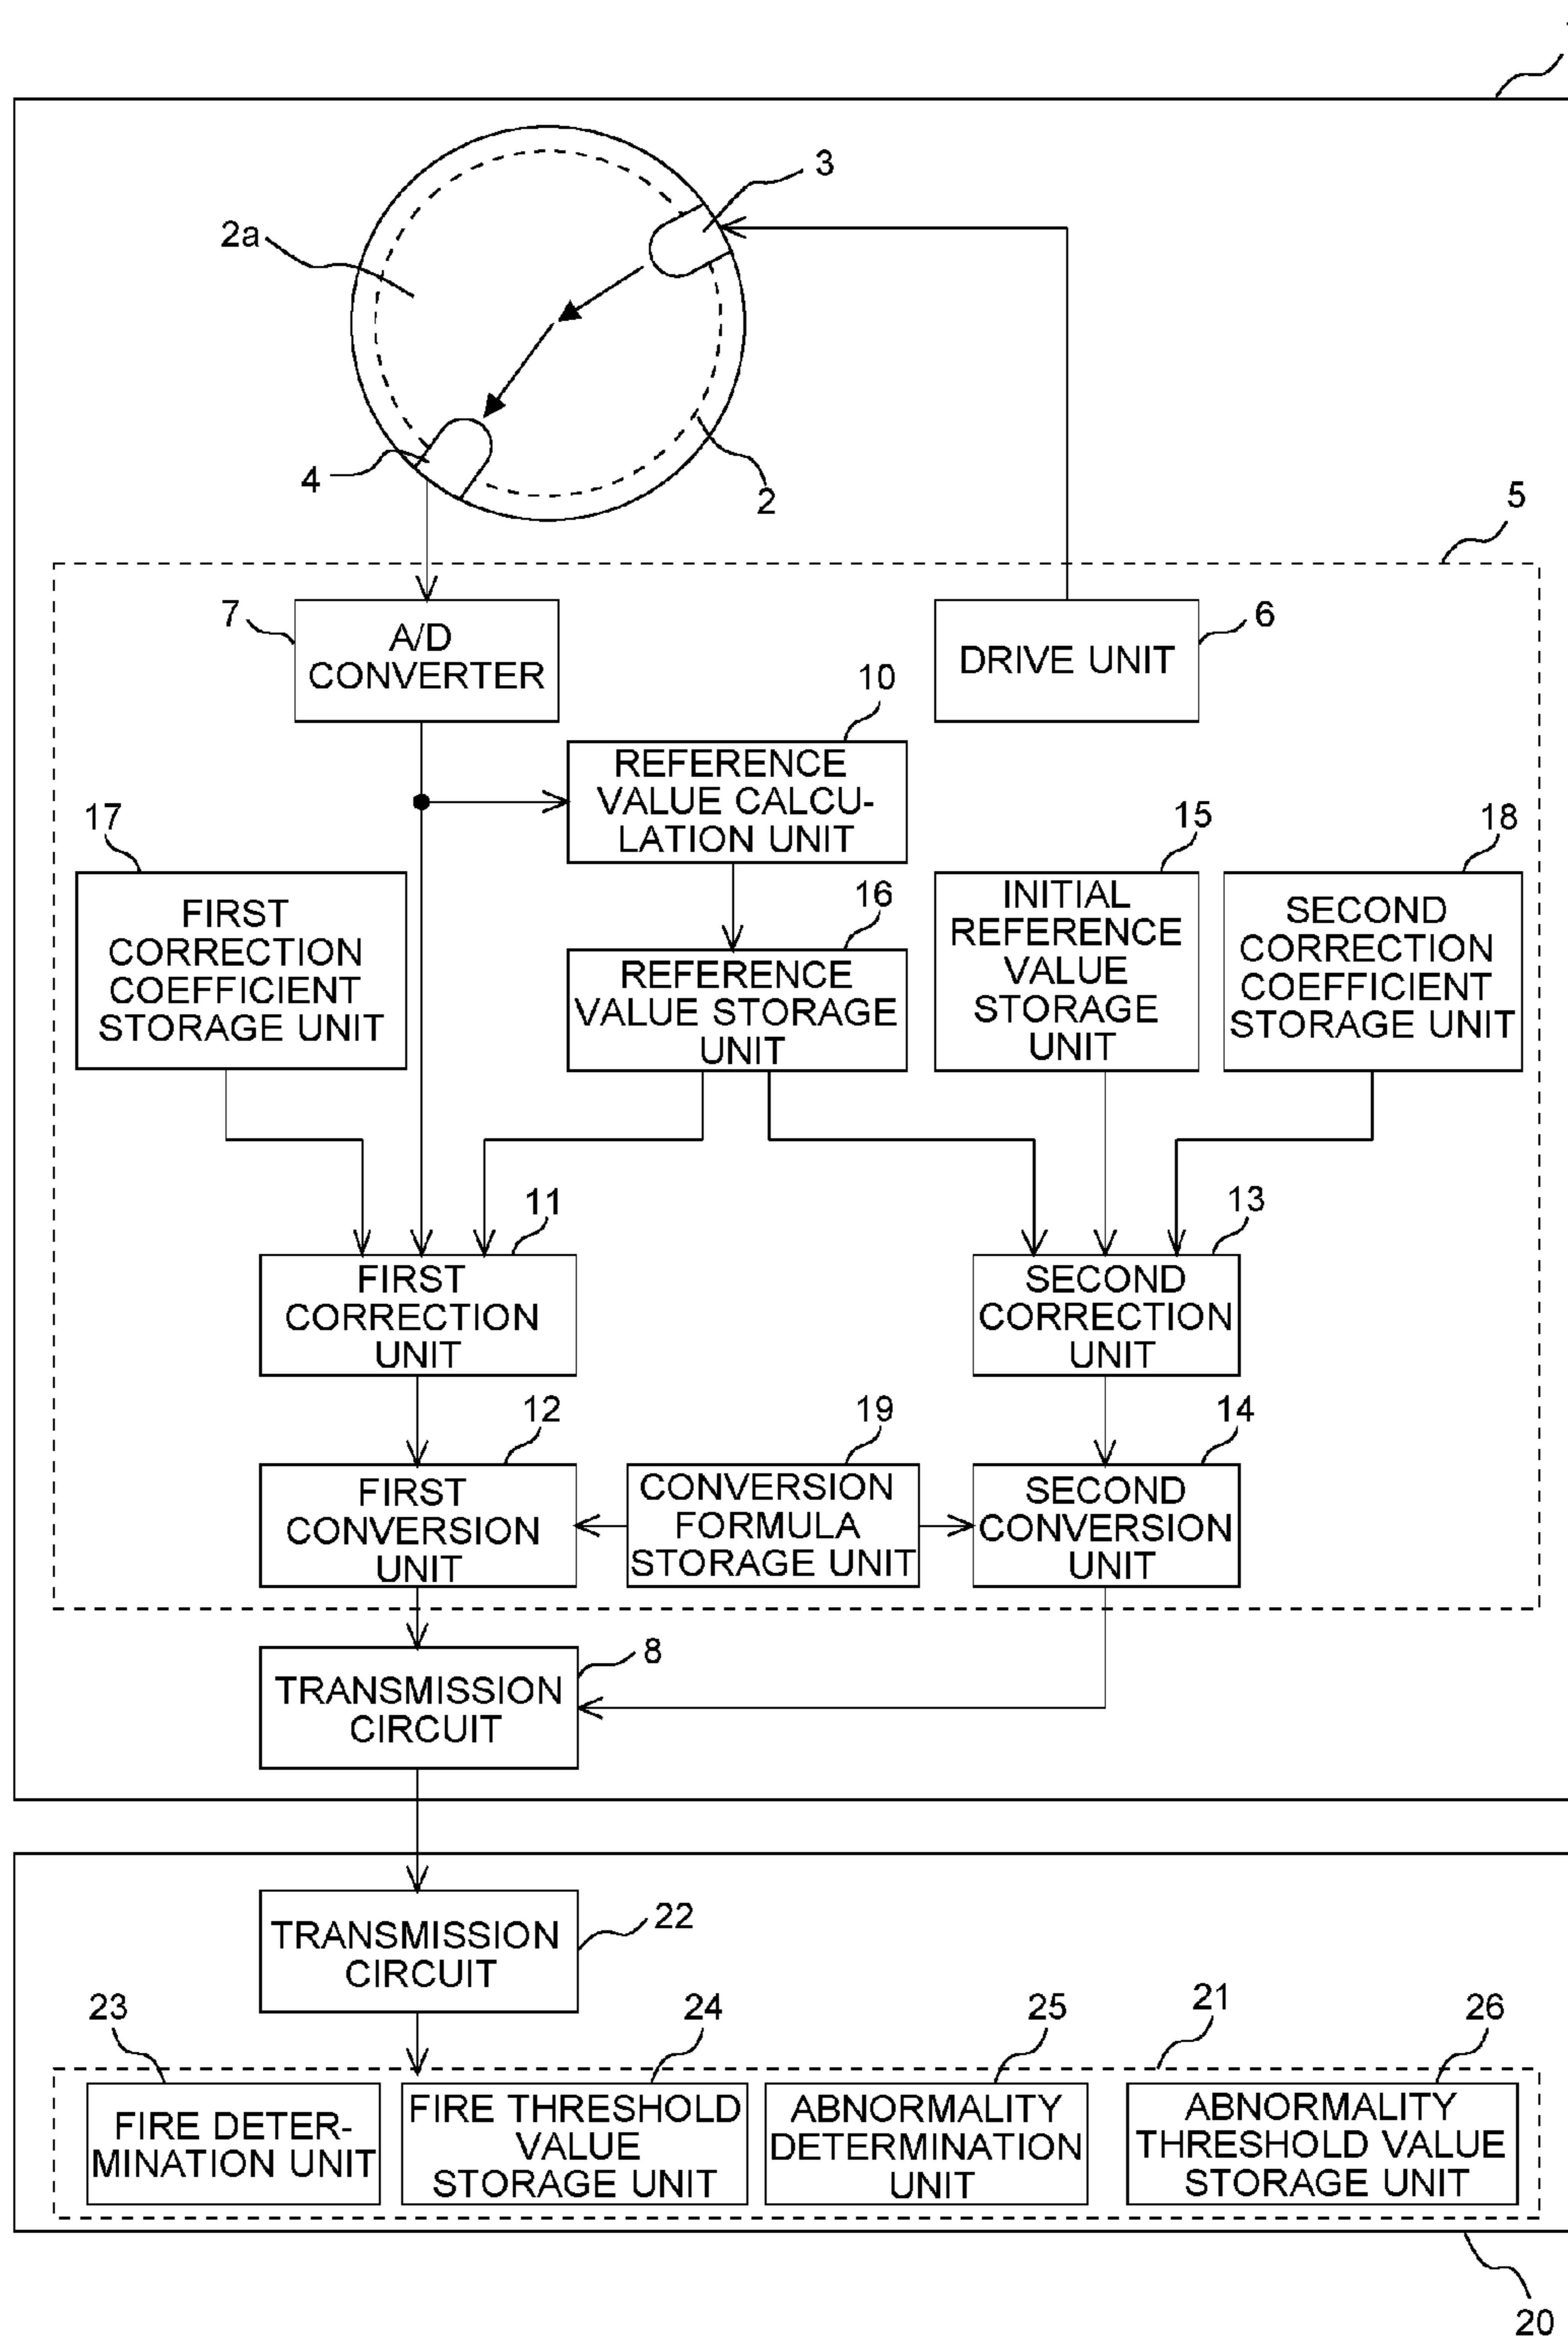 3
2a
4
2
5
7
A/D
CONVERTER
6
DRIVE UNIT
10
REFERENCE
VALUE CALCU-
LATION UNIT
17
FIRST
CORRECTION
COEFFICIENT
STORAGE UNIT
16
REFERENCE
VALUE STORAGE
UNIT
15
INITIAL
REFERENCE
VALUE
STORAGE
UNIT
18
SECOND
CORRECTION
COEFFICIENT
STORAGE UNIT
11
FIRST
CORRECTION
UNIT
13
SECOND
CORRECTION
UNIT
12
FIRST
CONVERSION
UNIT
19
CONVERSION
FORMULA
STORAGE UNIT
14
SECOND
CONVERSION
UNIT
8
TRANSMISSION
CIRCUIT
22
TRANSMISSION
CIRCUIT
23
FIRE DETER-
MINATION UNIT
24
FIRE THRESHOLD
VALUE
STORAGE UNIT
25
ABNORMALITY
DETERMINATION
UNIT
21
26
ABNORMALITY
THRESHOLD VALUE
STORAGE UNIT
20